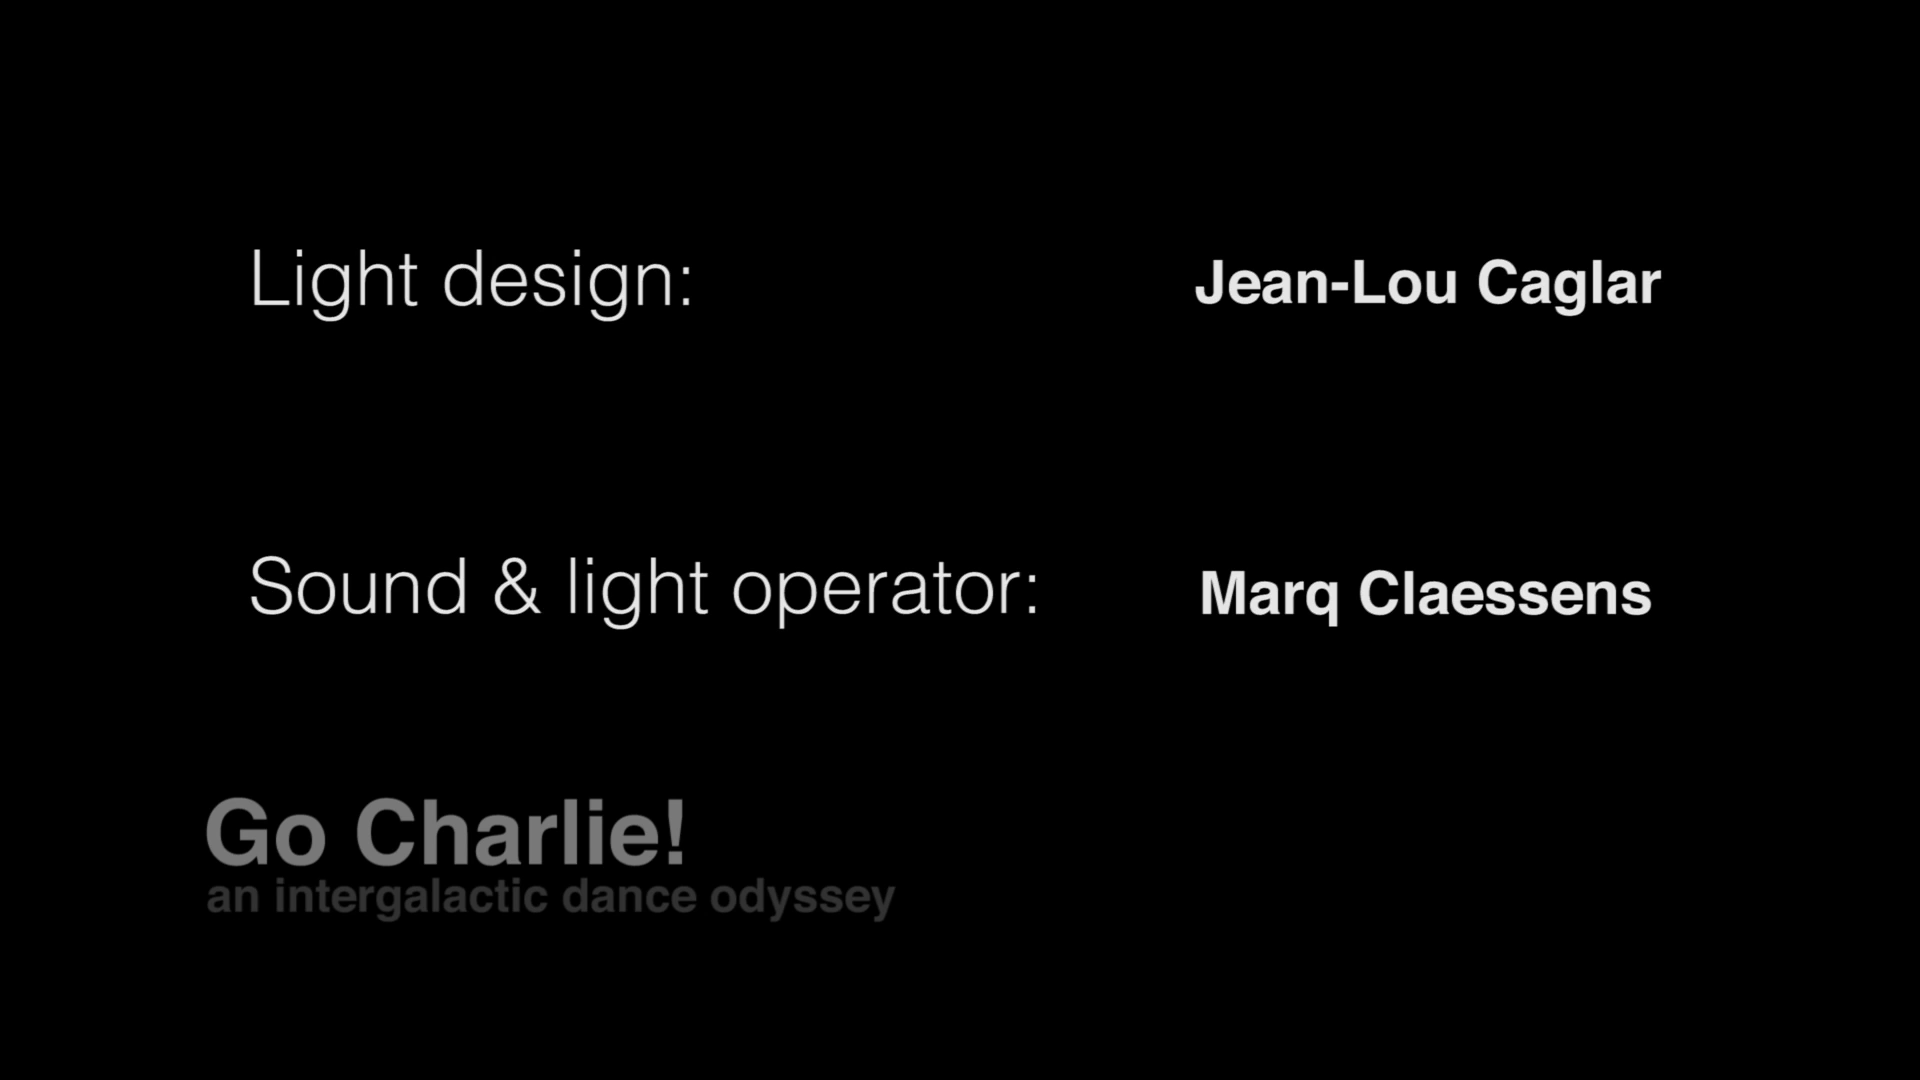 Light design: Jean-Lou Caglar
Sound & light operator: Marq Claessens
Go Charlie!
an intergalactic dance odyssey